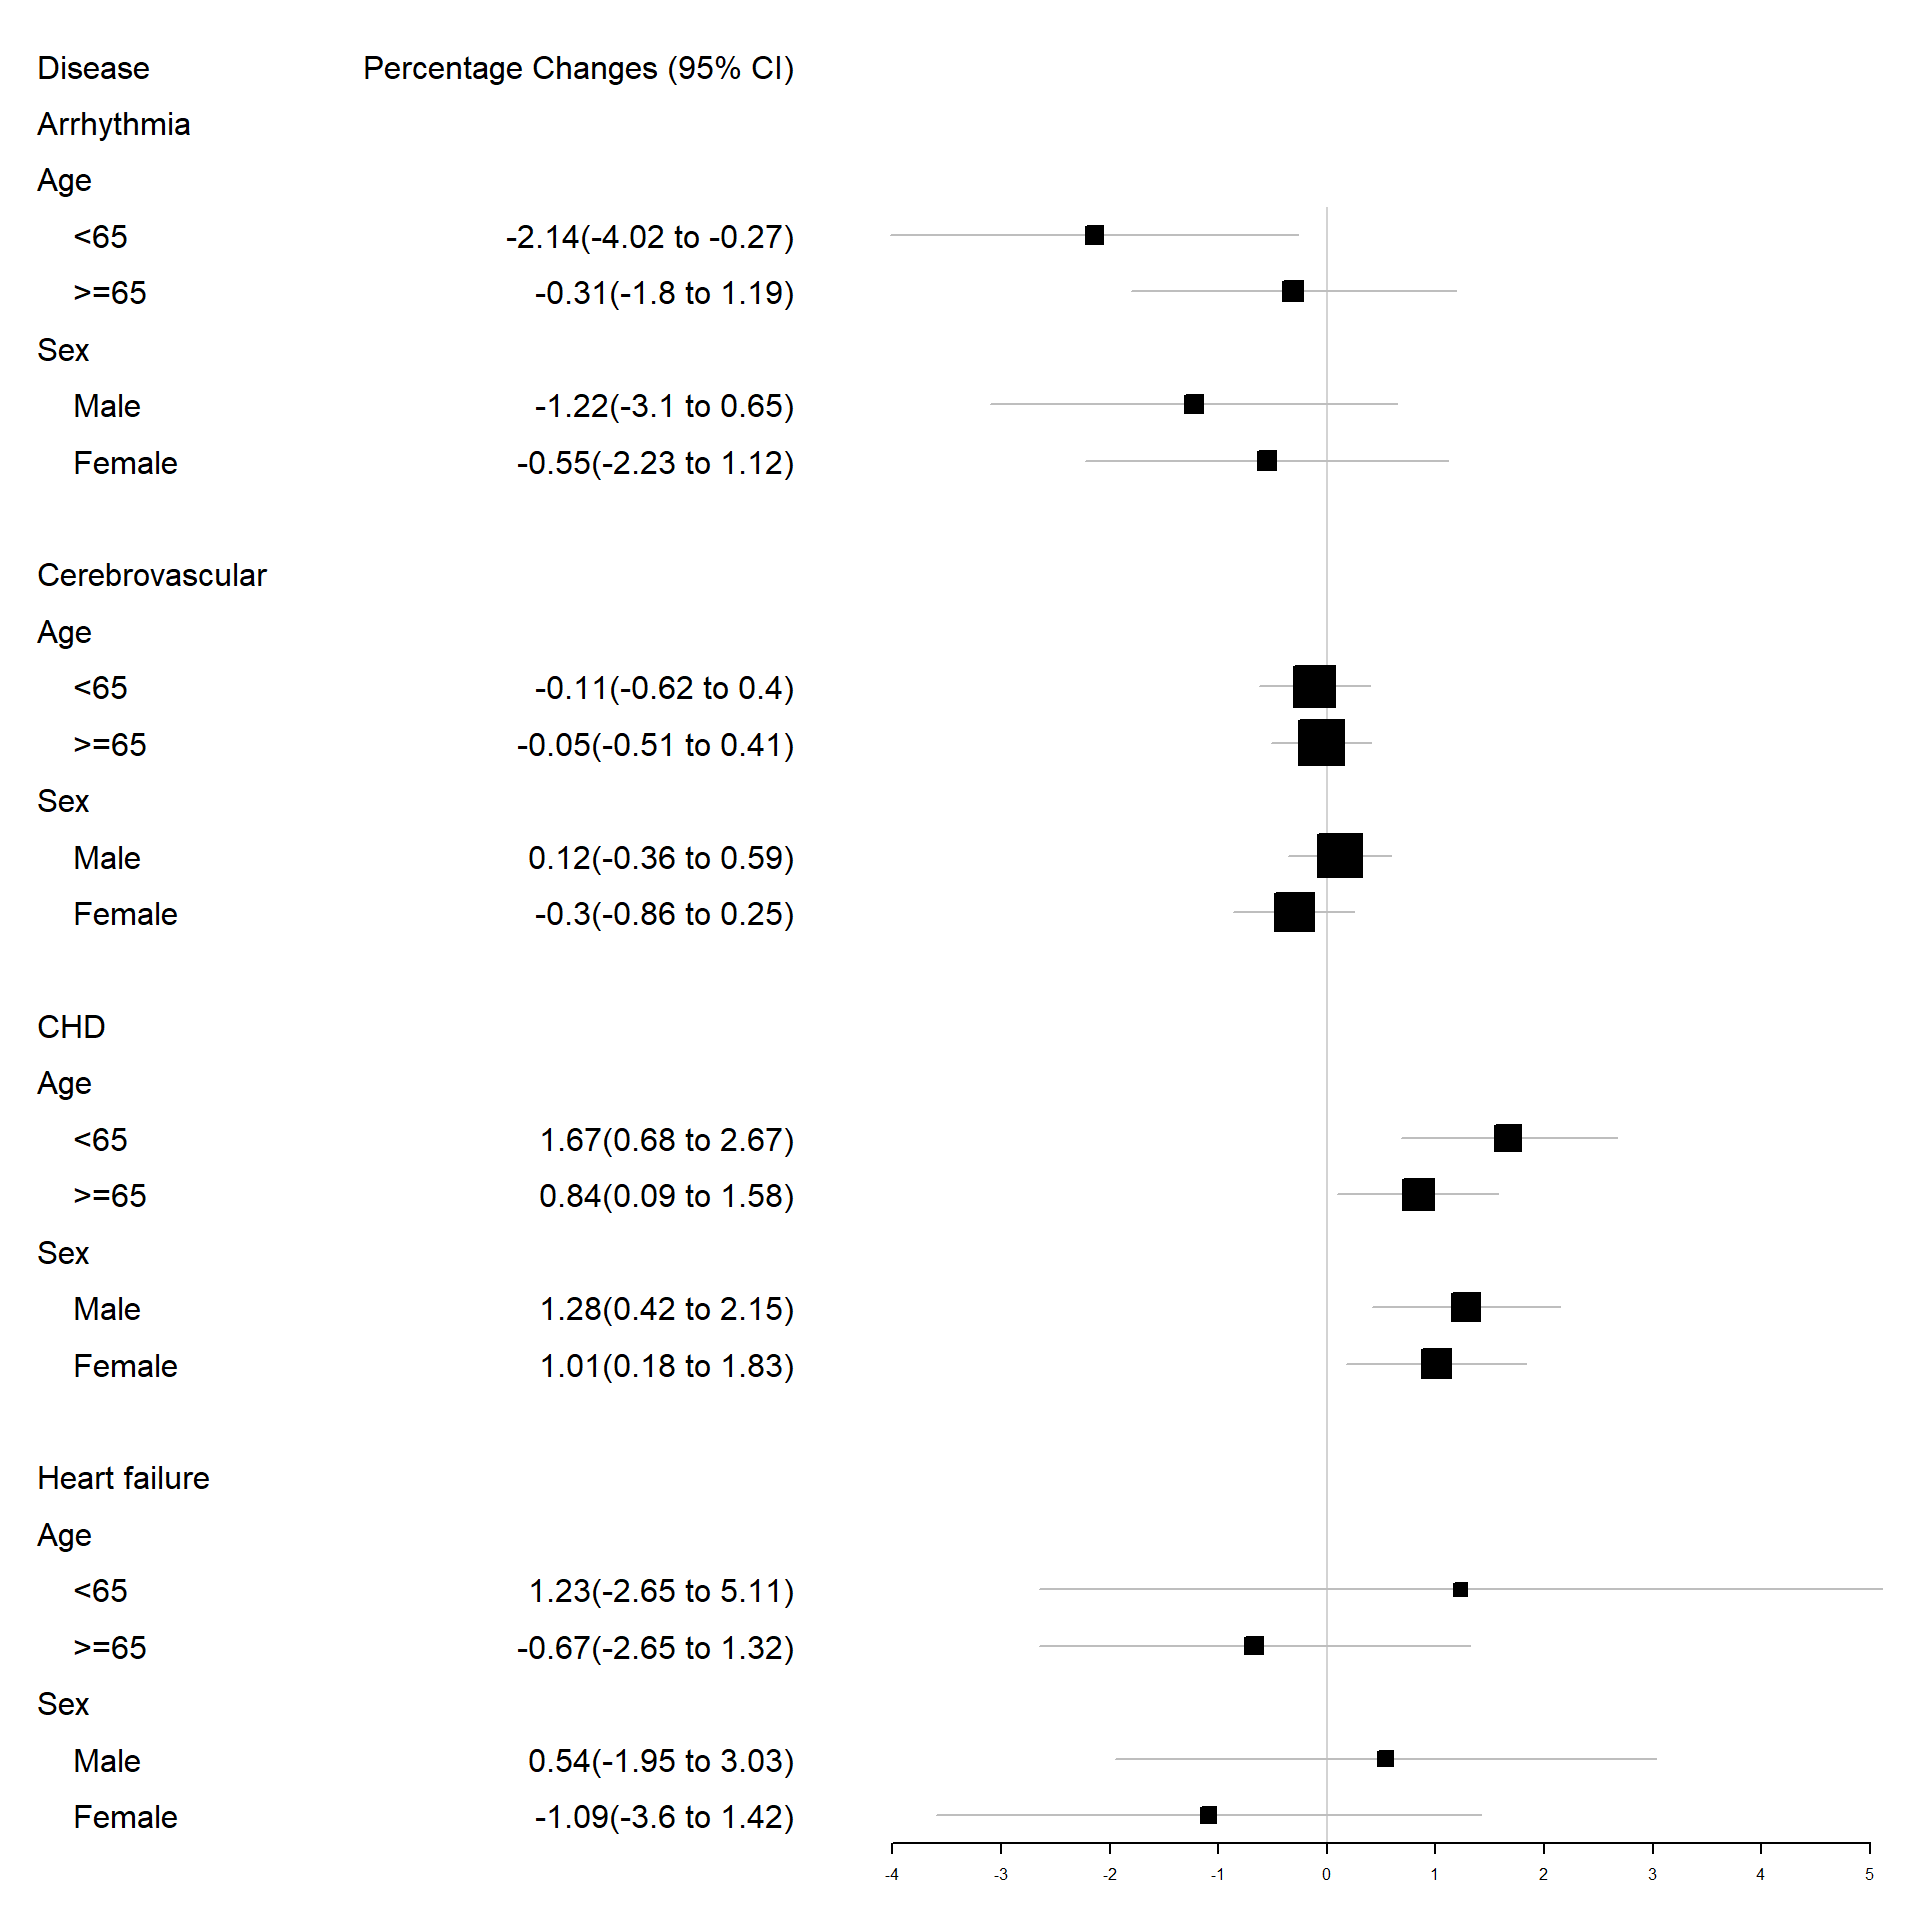 Disease Percentage Changes (95% CI)
Arrhythmia
Age
<65 -2.14(-4.02 to -0.27)
>=65 -0.31(-1.8 to 1.19)
Sex
Male -1.22(-3.1 to 0.65)
Female -0.55(-2.23 to 1.12)
Cerebrovascular
Age
<65 -0.11(-0.62 to 0.4)
>=65 -0.05(-0.51 to 0.41)
Sex
Male 0.12(-0.36 to 0.59)
Female -0.3(-0.86 to 0.25)
CHD
Age
<65 1.67(0.68 to 2.67)
>=65 0.84(0.09 to 1.58)
Sex
Male 1.28(0.42 to 2.15)
Female 1.01(0.18 to 1.83)
Heart failure
Age
<65 1.23(-2.65 to 5.11)
>=65 -0.67(-2.65 to 1.32)
Sex
Male 0.54(-1.95 to 3.03)
Female -1.09(-3.6 to 1.42)
-4 -3 -2 -1 0 1 2 3 4 5